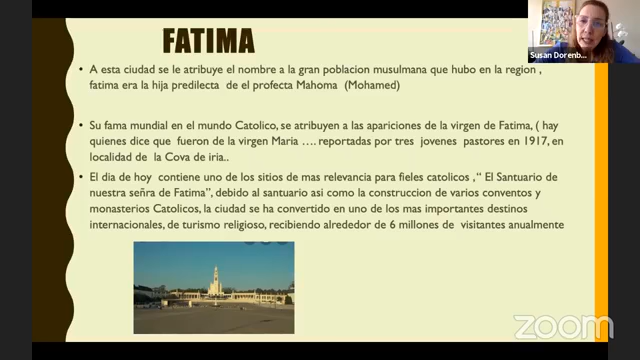 FATIMA
Susan Dorenb...
• A esta ciudad se le atribuye el nombre a la gran poblacion musulmana que hubo en la region ,
fatima era la hija predilecta de el profecta Mahoma (Mohamed)
• Su fama mundial en el mundo Catolico, se atribuyen a las apariciones de la virgen de Fatima, ( hay
quienes dice que fueron de la virgen Maria .... reportadas por tres jovenes pastores en 1917, en
localidad de la Cova de iria..
• El dia de hoy contiene uno de los sitios de mas relevancia para fieles catolicos ," El Santuario de
nuestra señra de Fatima", debido al santuario asi como la construccion de varios conventos y
monasterios Catolicos, la ciudad se ha convertido en uno de los mas importantes destinos
internacionales, de turismo religioso, recibiendo alrededor de 6 millones de visitantes anualmente
zoom